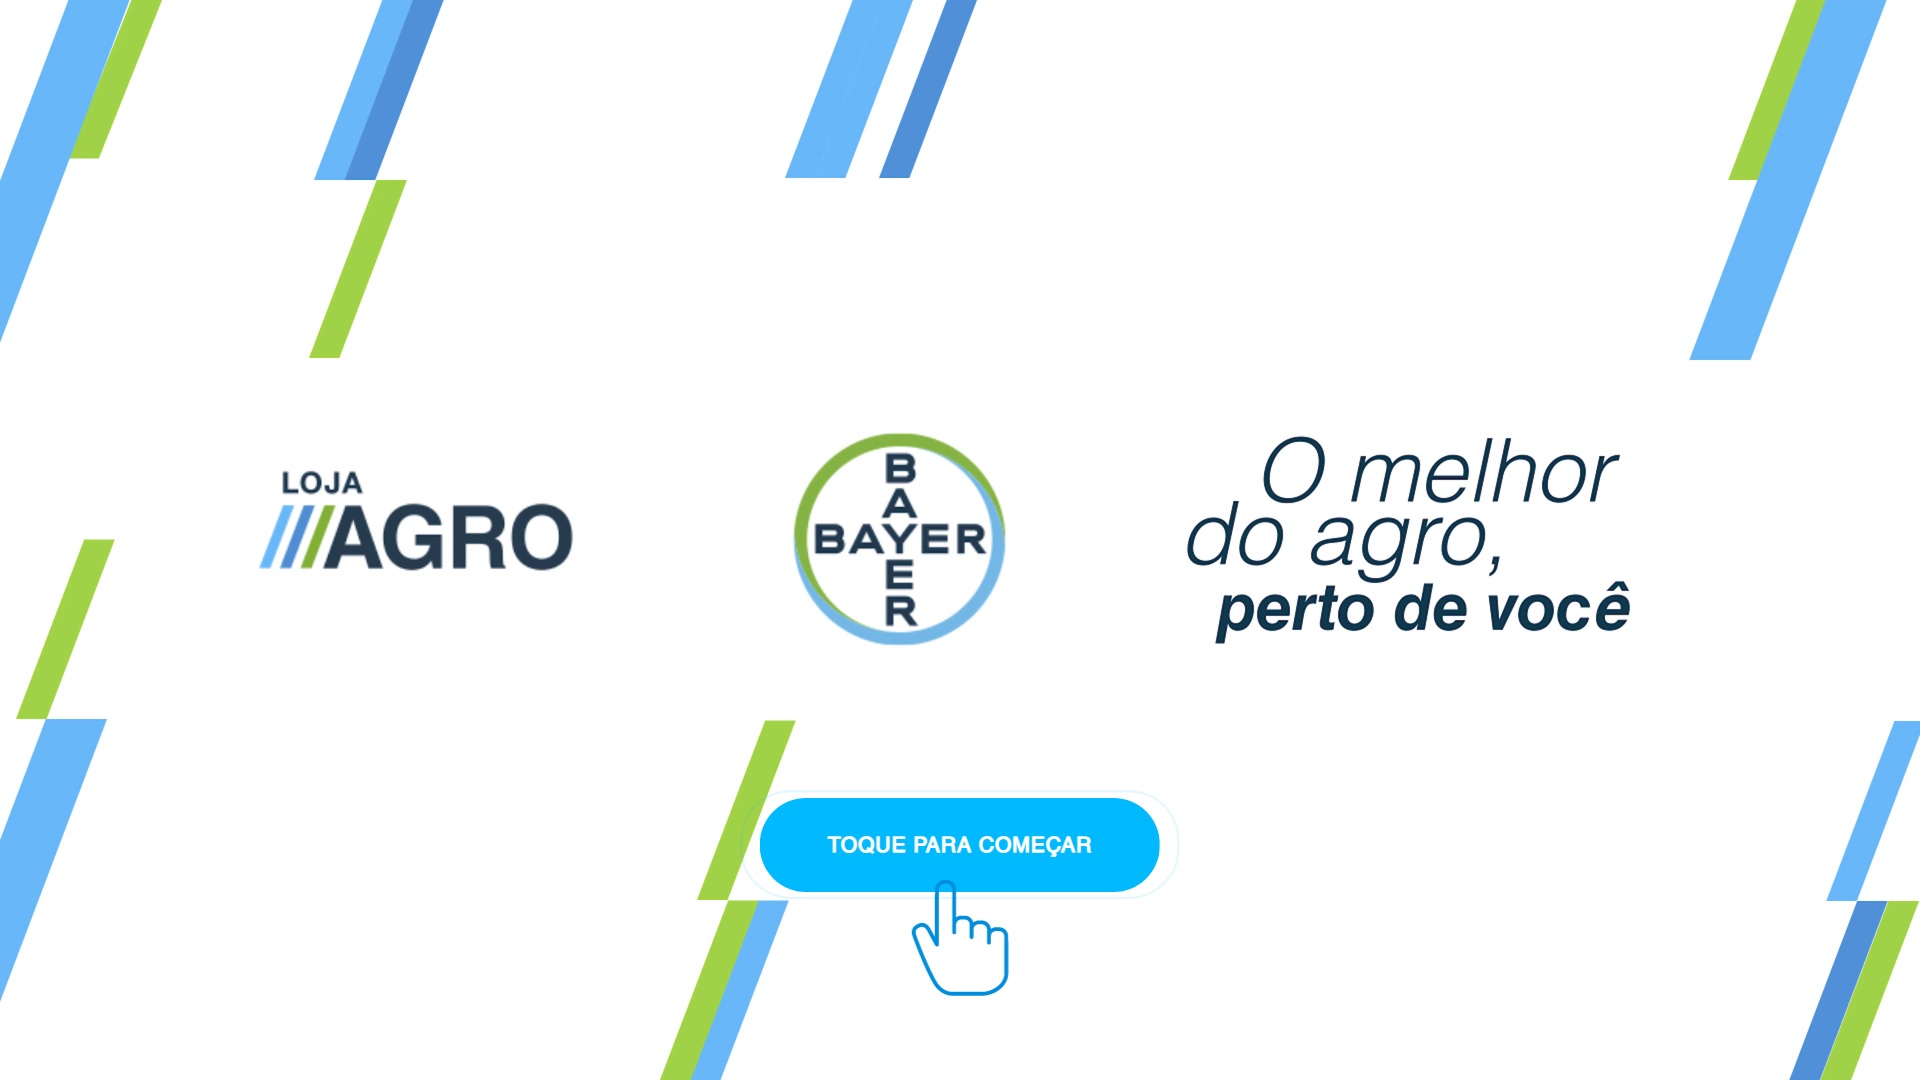 LOJA
AGRO
BAYER
BAYER
O melhor
do agro,
perto de você
TOQUE PARA COMEÇAR